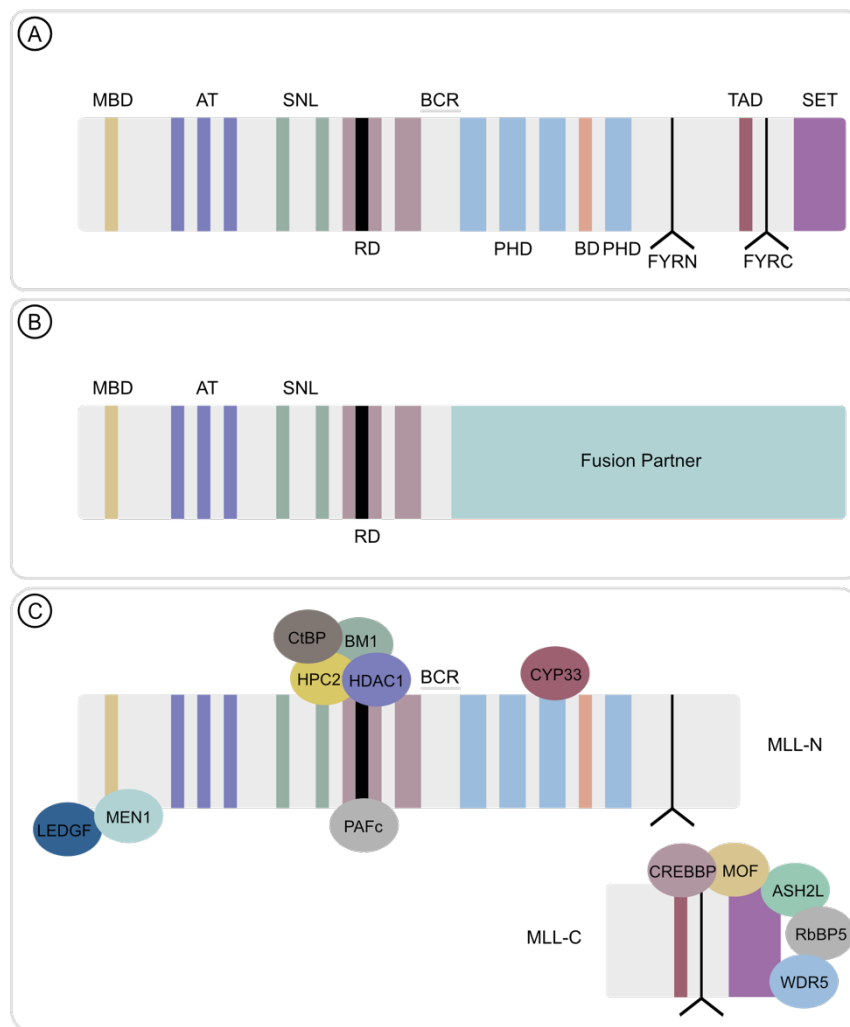 A
MBD AT SNL BCR TAD SET
RD PHD BD PHD FYRN FYRC
B
MBD AT SNL
Fusion Partner
RD
C
CtBP BM1
HPC2 HDAC1 BCR CYP33
MLL-N
LEDGF MEN1 PAFc
CREBBP MOF
ASH2L
MLL-C RbBP5
WDR5